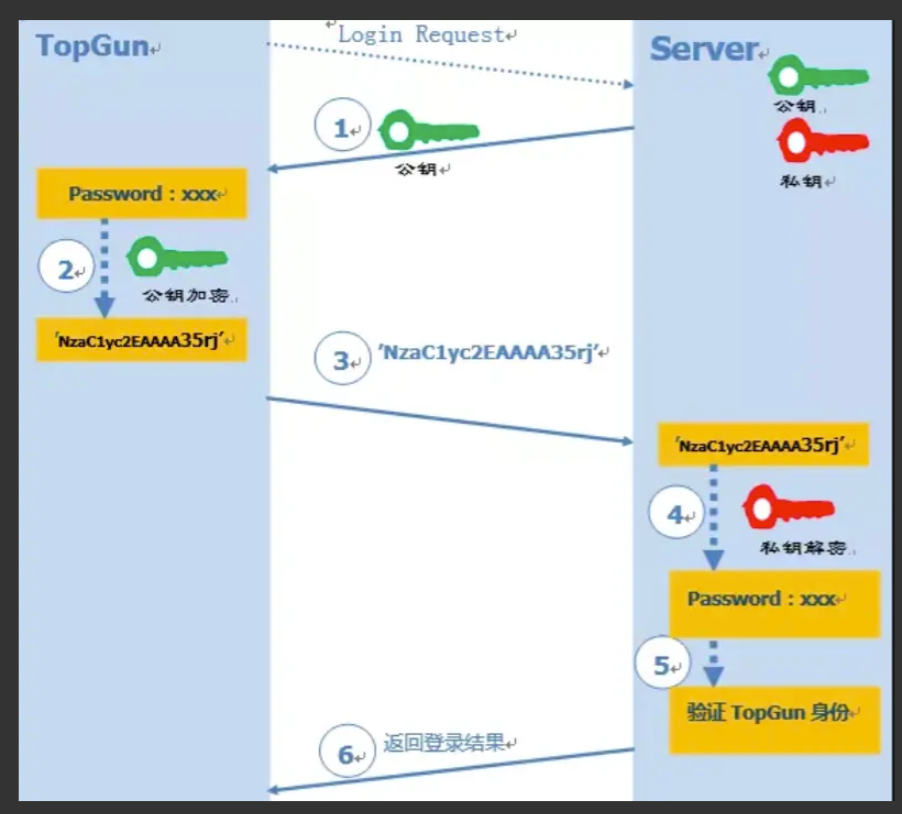 TopGun
Login Request
Server
公钥
私钥
1
公钥
Password：xxx
2
公钥加密
'NzaC1yc2EAAAA35rj'
3
'NzaC1yc2EAAAA35rj'
'NzaC1yc2EAAAA35rj'
4
私钥解密
Password：xxx
5
验证 TopGun 身份
6
返回登录结果